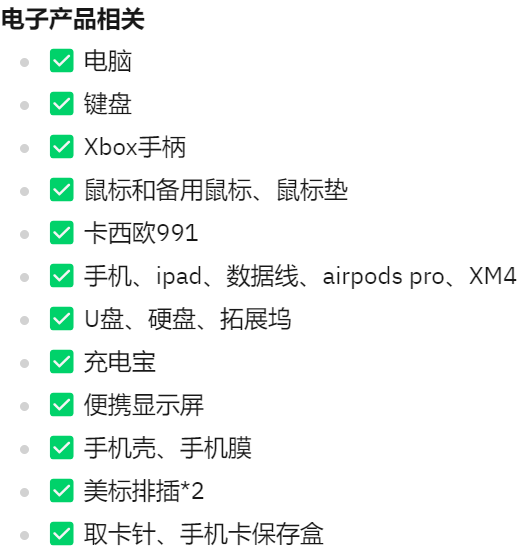 电子产品相关
电脑
键盘
Xbox手柄
鼠标和备用鼠标、鼠标垫
卡西欧991
手机、ipad、数据线、airpods pro、XM4
U盘、硬盘、拓展坞
充电宝
便携显示屏
手机壳、手机膜
美标排插*2
取卡针、手机卡保存盒